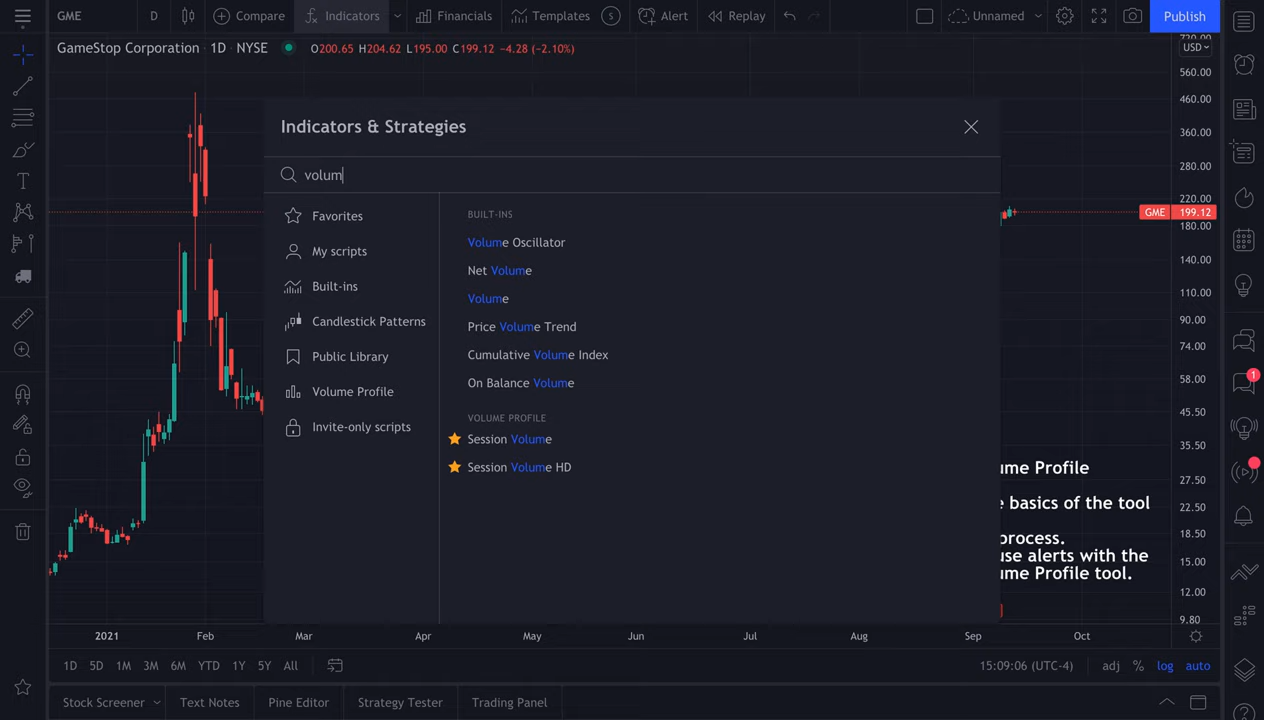 GME
D
Compare
Indicators
Financials
Templates
S
Alert
Replay
Unnamed
Publish
GameStop Corporation · 1D · NYSE
O200.65 H204.62 L195.00 C199.12 −4.28 (−2.10%)
USD
720.00
560.00
460.00
360.00
280.00
220.00
GME 199.12
180.00
140.00
110.00
90.00
74.00
58.00
45.50
35.50
27.50
22.50
18.50
15.00
12.00
9.80
Indicators & Strategies
volum
Favorites
My scripts
Built-ins
Candlestick Patterns
Public Library
Volume Profile
Invite-only scripts
BUILT-INS
Volume Oscillator
Net Volume
Volume
Price Volume Trend
Cumulative Volume Index
On Balance Volume
VOLUME PROFILE
Session Volume
Session Volume HD
ume Profile
e basics of the tool
process.
use alerts with the
ume Profile tool.
1
2021 Feb Mar Apr May Jun Jul Aug Sep Oct
1D 5D 1M 3M 6M YTD 1Y 5Y All
15:09:06 (UTC-4)
adj % log auto
Stock Screener
Text Notes
Pine Editor
Strategy Tester
Trading Panel